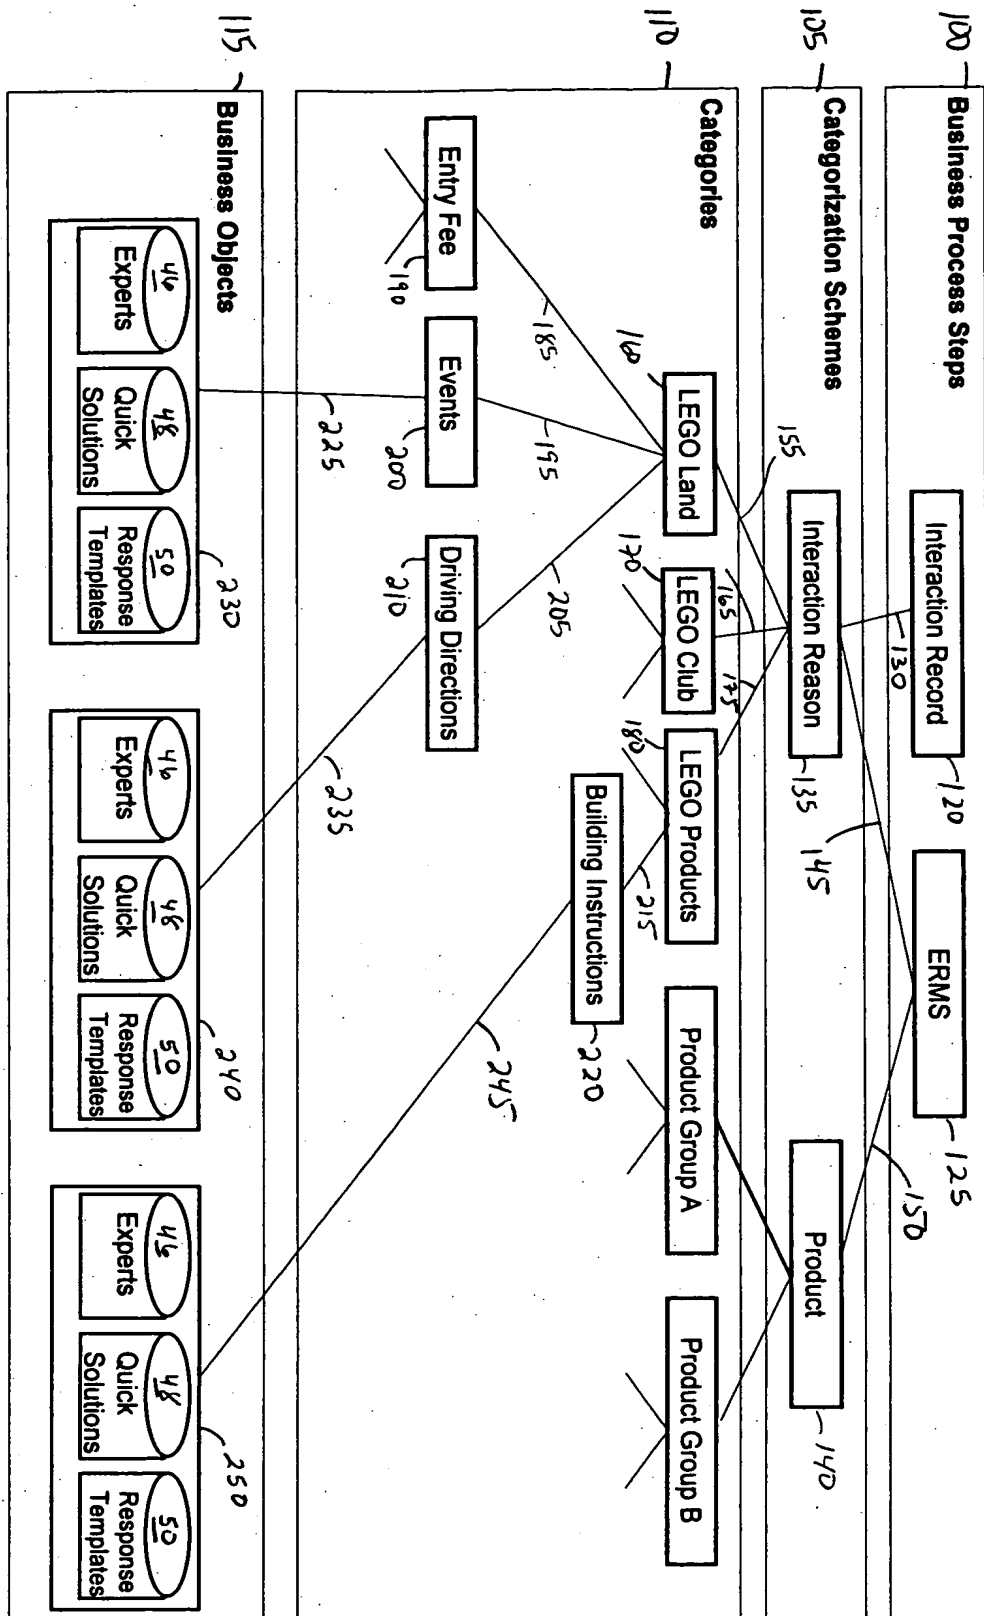 100
Business Process Steps
Interaction Record
120
ERMS
125
130
145
150
105
Categorization Schemes
Interaction Reason
135
Product
140
155
165
175
110
Categories
160
LEGO Land
170
LEGO Club
180
LEGO Products
Product Group A
Product Group B
185
195
205
215
Building Instructions
220
Entry Fee
190
Events
200
Driving Directions
210
225
235
245
115
Business Objects
230
240
250
46
Experts
48
Quick
Solutions
50
Response
Templates
46
Experts
48
Quick
Solutions
50
Response
Templates
46
Experts
48
Quick
Solutions
50
Response
Templates